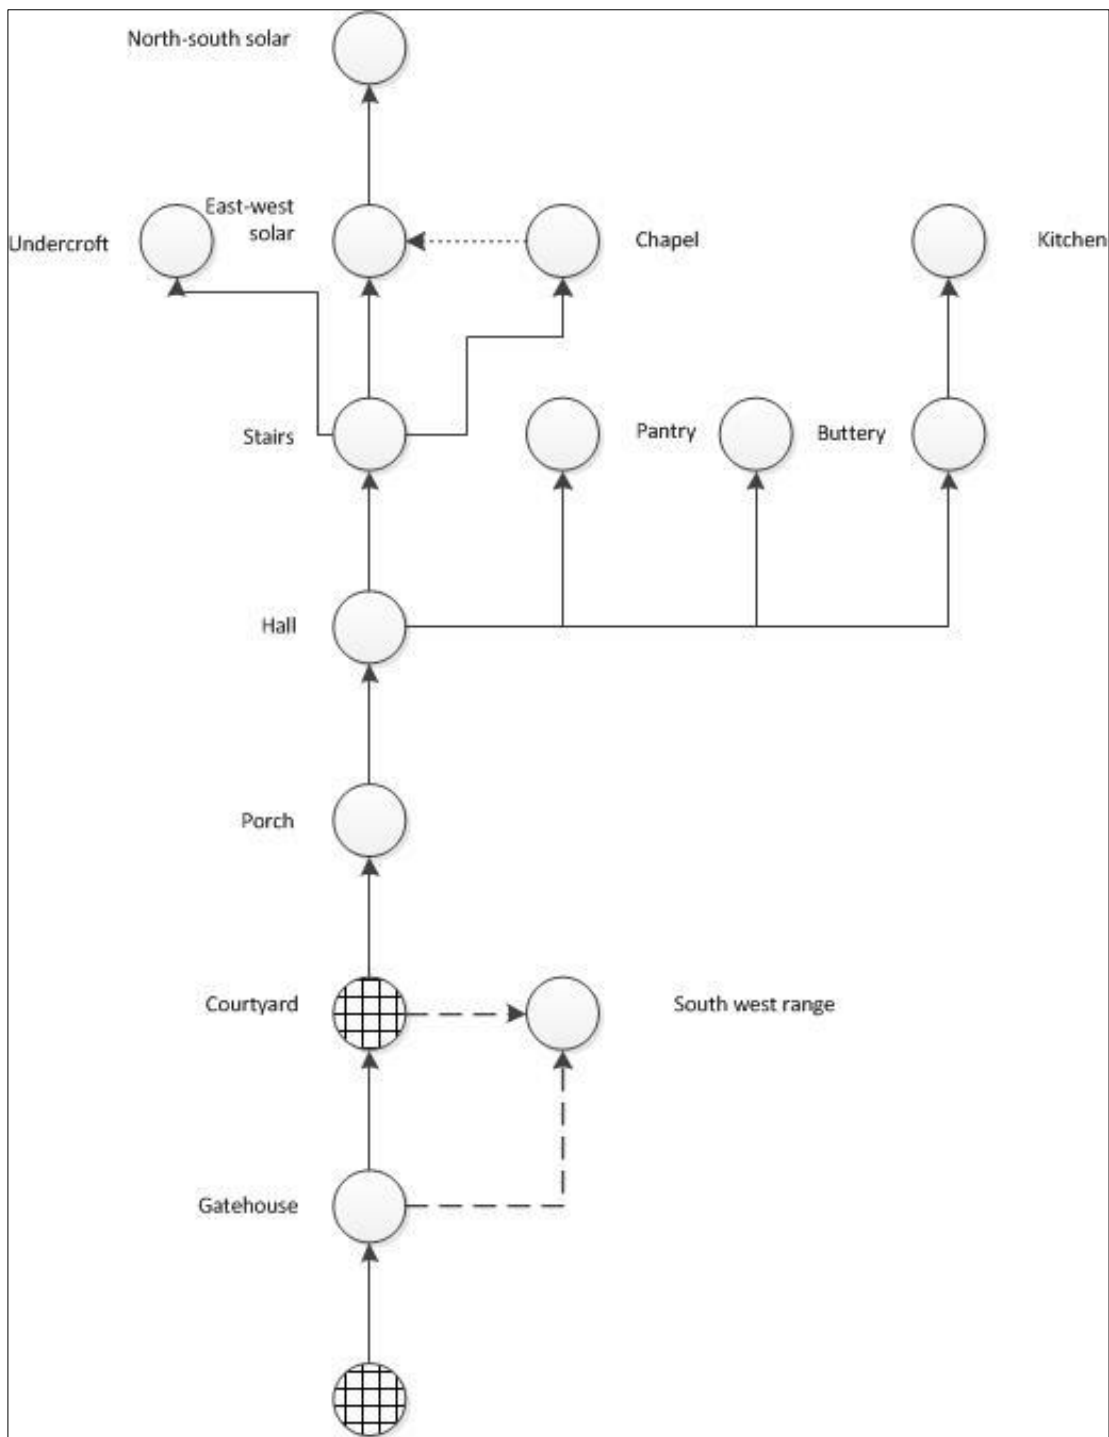 North-south solar
East-west
solar
Undercroft
Chapel
Kitchen
Stairs
Pantry
Buttery
Hall
Porch
Courtyard
South west range
Gatehouse